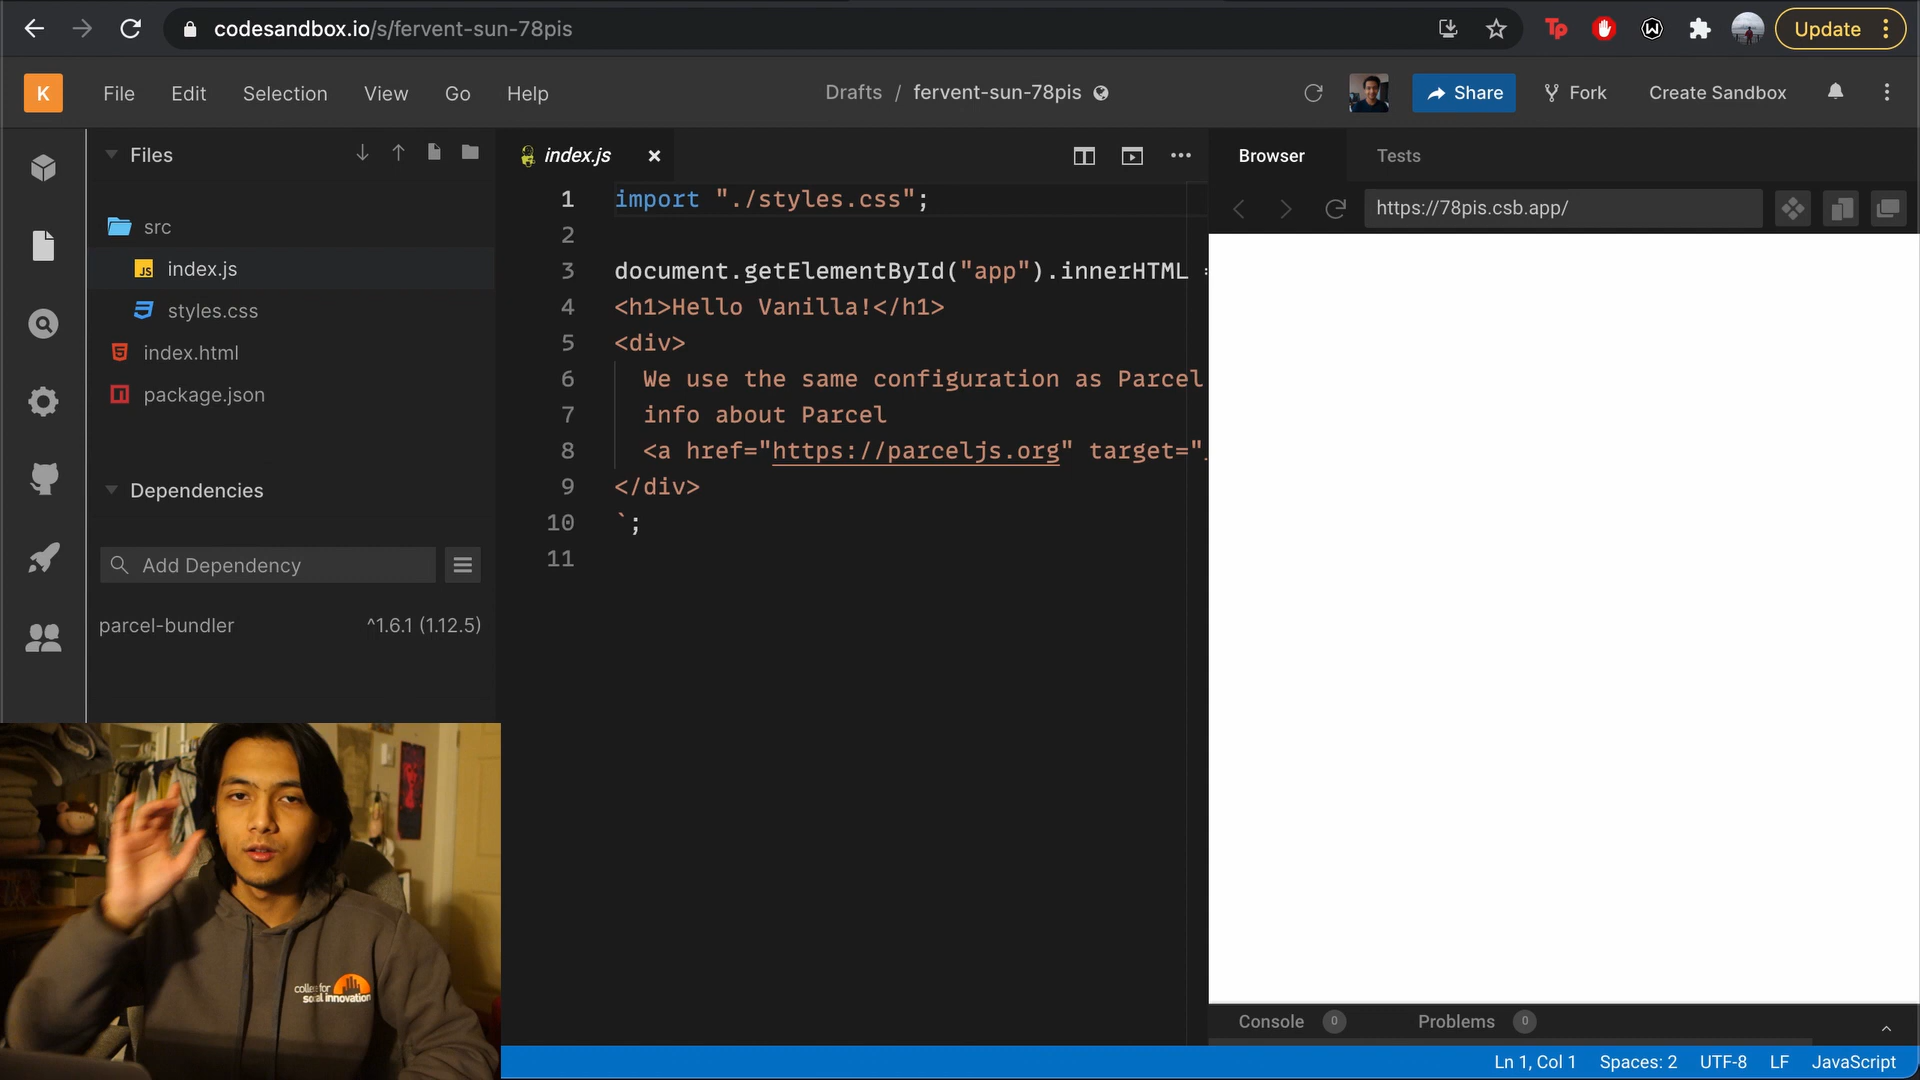 codesandbox.io/s/fervent-sun-78pis
Tp
Update
K
File
Edit
Selection
View
Go
Help
Drafts / fervent-sun-78pis
Share
Fork
Create Sandbox
Files
src
JS index.js
styles.css
index.html
package.json
Dependencies
Add Dependency
parcel-bundler
^1.6.1 (1.12.5)
index.js
1 import "./styles.css";
2
3 document.getElementById("app").innerHTML =
4 <h1>Hello Vanilla!</h1>
5 <div>
6 We use the same configuration as Parcel
7 info about Parcel
8 <a href="https://parceljs.org" target="
9 </div>
10 `;
11
Browser
Tests
https://78pis.csb.app/
Console 0
Problems 0
Ln 1, Col 1
Spaces: 2
UTF-8
LF
JavaScript
social innovation